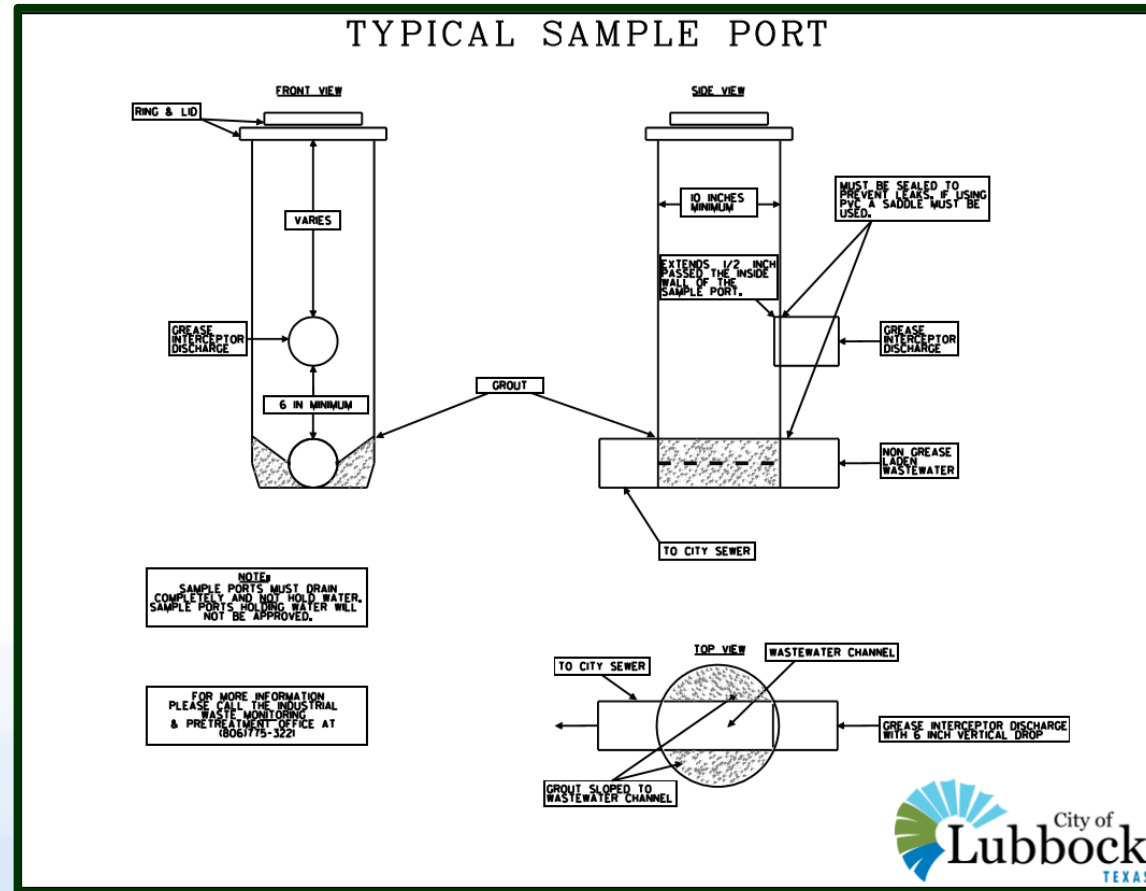 TYPICAL SAMPLE PORT
FRONT VIEW
RING & LID
VARIES
GREASE
INTERCEPTOR
DISCHARGE
6 IN MINIMUM
GROUT
SIDE VIEW
10 INCHES
MINIMUM
MUST BE SEALED TO
PREVENT LEAKS. IF USING
PVC A SADDLE MUST BE
USED.
EXTENDS 1/2 INCH
PASSED THE INSIDE
WALL OF THE
SAMPLE PORT.
GREASE
INTERCEPTOR
DISCHARGE
NON GREASE
LADEN
WASTEWATER
TO CITY SEWER
NOTE:
SAMPLE PORTS MUST DRAIN
COMPLETELY AND NOT HOLD WATER.
SAMPLE PORTS HOLDING WATER WILL
NOT BE APPROVED.
FOR MORE INFORMATION
PLEASE CALL THE INDUSTRIAL
WASTE MONITORING
& PRETREATMENT OFFICE AT
(806)775-3221
TOP VIEW
TO CITY SEWER
WASTEWATER CHANNEL
GREASE INTERCEPTOR DISCHARGE
WITH 6 INCH VERTICAL DROP
GROUT SLOPED TO
WASTEWATER CHANNEL
City of
Lubbock
TEXAS